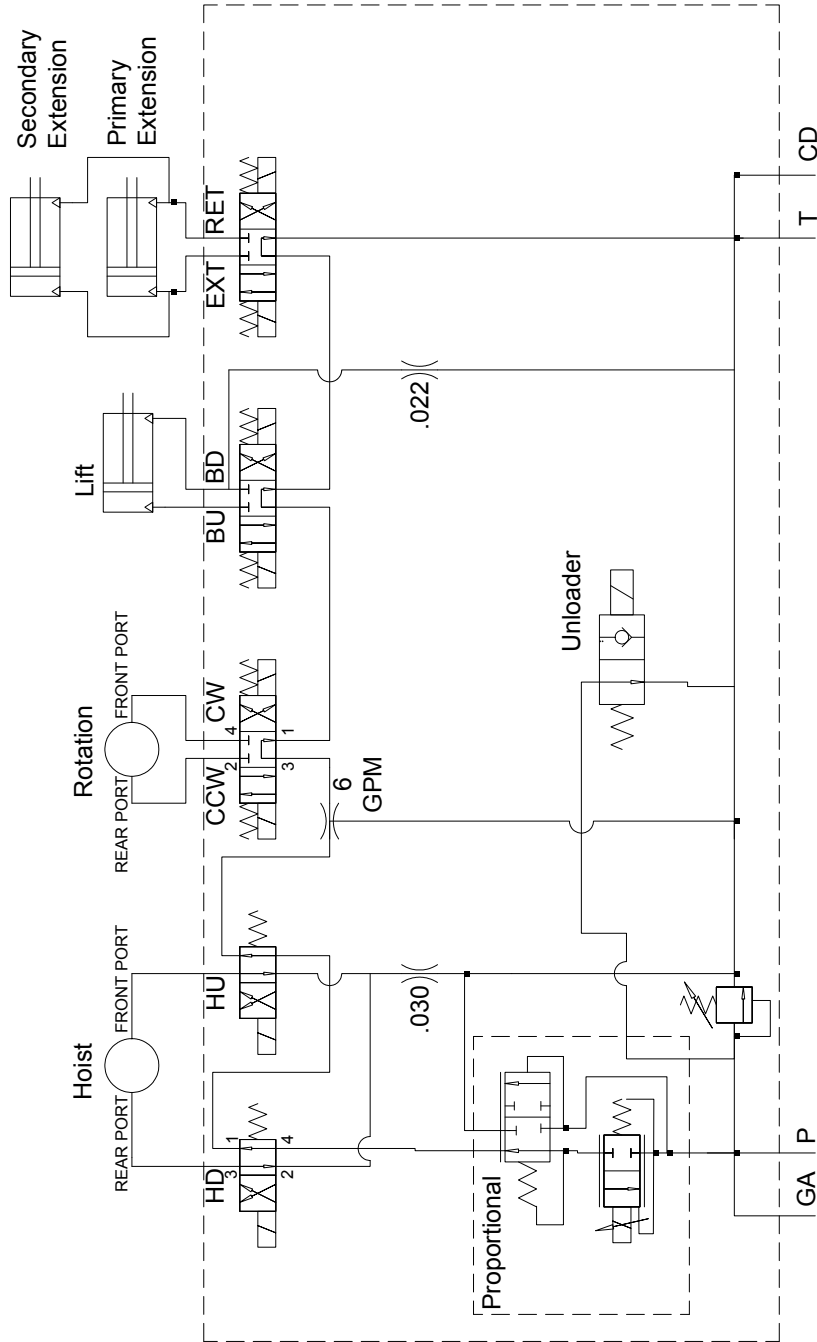 Secondary
Extension
Primary
Extension
RET
EXT
Lift
BD
BU
.022
Rotation
FRONT PORT
REAR PORT
CW
CCW
4
2
1
3
6
GPM
Unloader
Hoist
FRONT PORT
REAR PORT
HU
HD
1
3
4
2
.030
Proportional
CD
T
P
GA